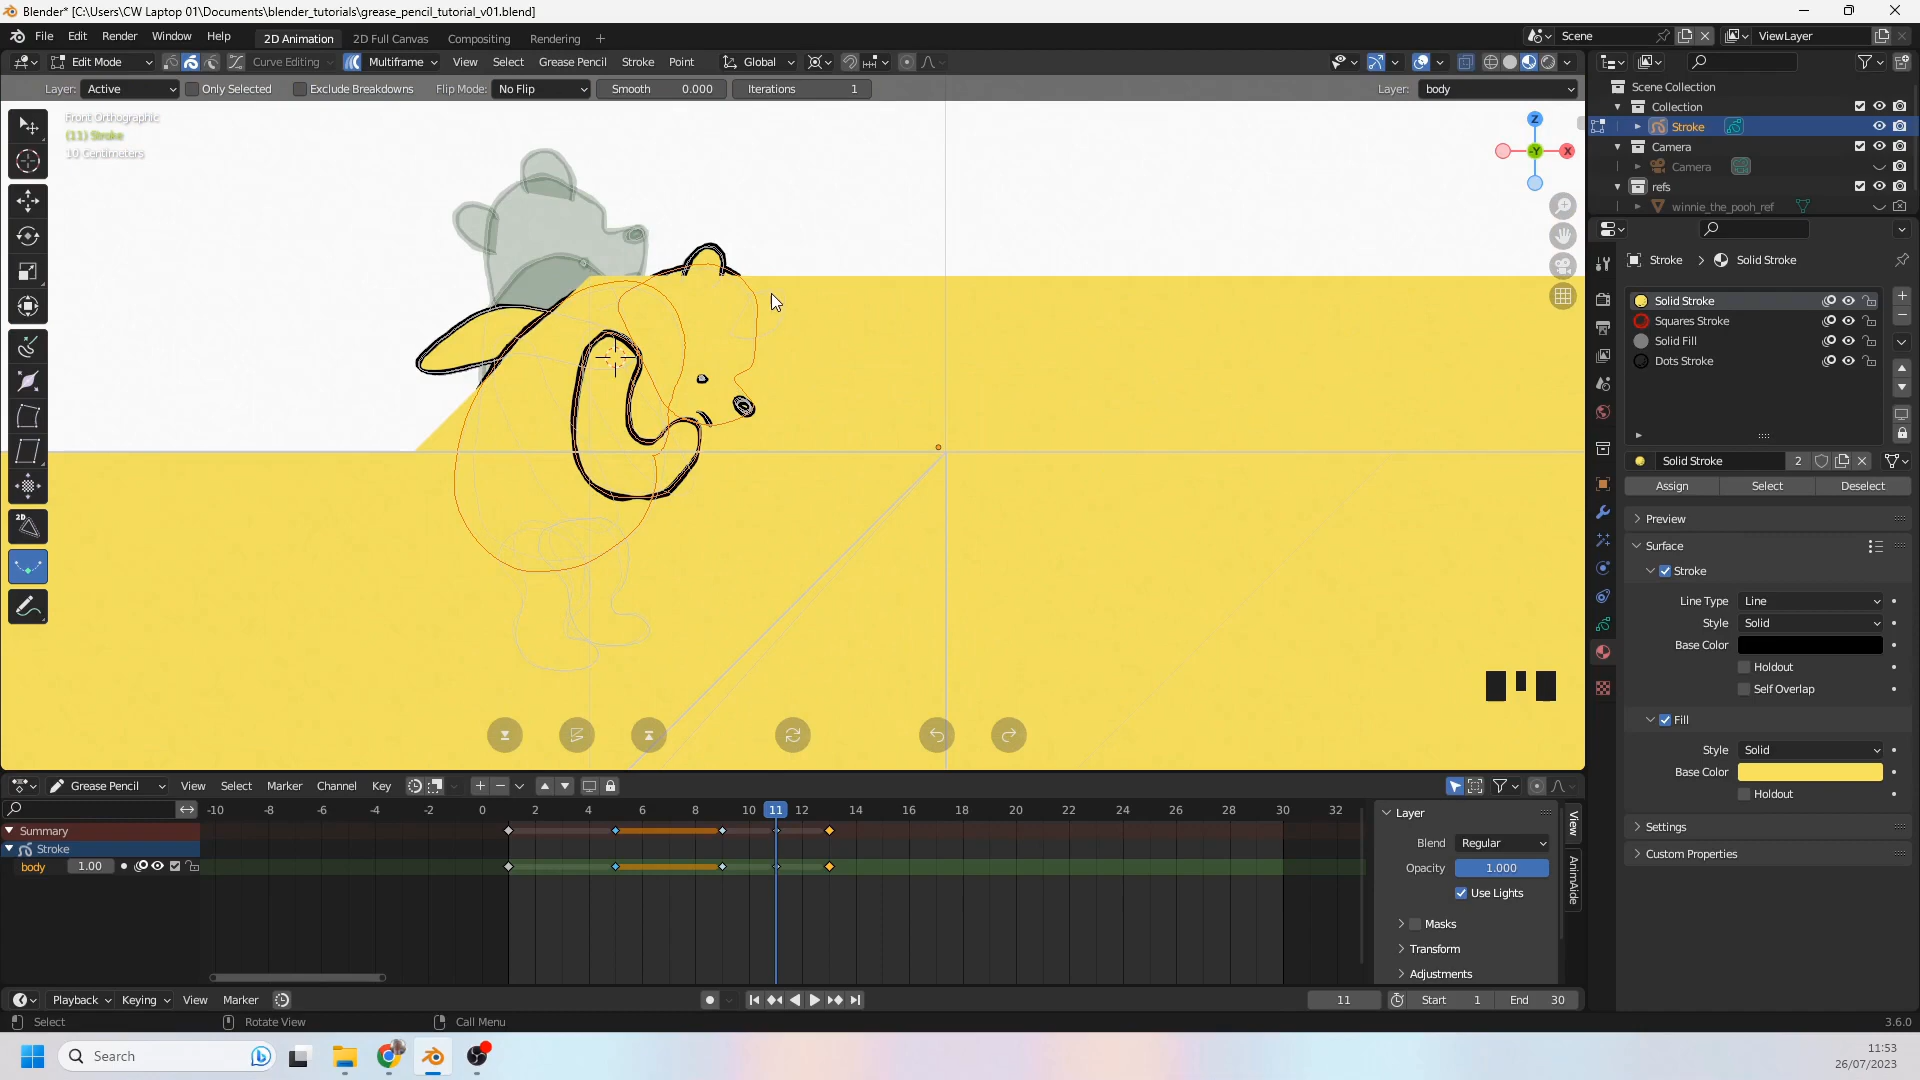 Blender* [C:\Users\CW Laptop 01\Documents\blender_tutorials\grease_pencil_tutorial_v01.blend]
File Edit Render Window Help 2D Animation 2D Full Canvas Compositing Rendering + Scene ViewLayer
Edit Mode Curve Editing Multiframe View Select Grease Pencil Stroke Point Global
Layer: Active Only Selected Exclude Breakdowns Flip Mode: No Flip Smooth 0.000 Iterations 1 Layer: body
Front Orthographic
(11) Stroke
10 Centimeters
Z
-Y
X
2D
Scene Collection
Collection
Stroke
Camera
Camera
refs
winnie_the_pooh_ref
Stroke > Solid Stroke
Solid Stroke
Squares Stroke
Solid Fill
Dots Stroke
Solid Stroke 2
Assign Select Deselect
Preview
Surface
Stroke
Line Type Line
Style Solid
Base Color
Holdout
Self Overlap
Fill
Style Solid
Base Color
Holdout
Settings
Custom Properties
Grease Pencil View Select Marker Channel Key
-10 -8 -6 -4 -2 0 2 4 6 8 10 11 12 14 16 18 20 22 24 26 28 30 32
Summary
Stroke
body 1.00
Layer
Blend Regular
Opacity 1.000
Use Lights
Masks
Transform
Adjustments
View
AnimAide
Playback Keying View Marker 11 Start 1 End 30
Select Rotate View Call Menu 3.6.0
Search
11:53
26/07/2023